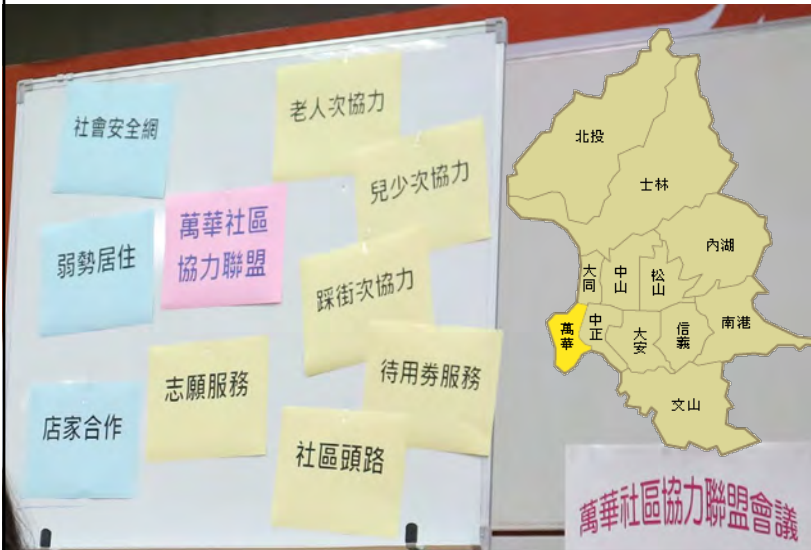 社會安全網
老人次協力
兒少次協力
萬華社區
協力聯盟
弱勢居住
踩街次協力
志願服務
待用券服務
店家合作
社區頭路
北投
士林
內湖
大同
中山
松山
萬華
中正
大安
信義
南港
文山
萬華社區協力聯盟會議